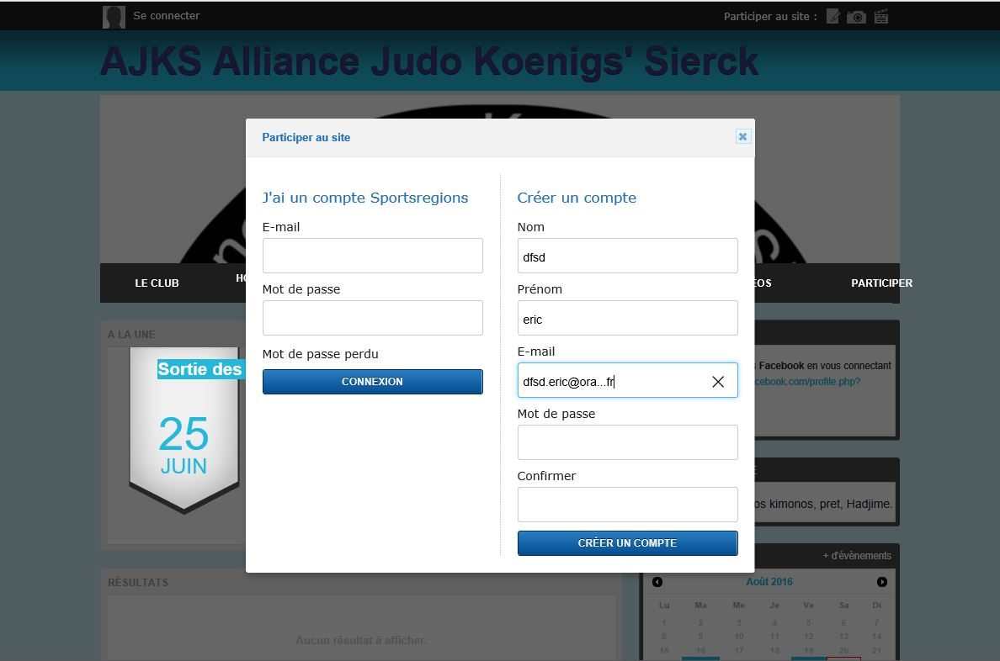 Se connecter
Participer au site :
AJKS Alliance Judo Koenigs' Sierck
Participer au site
J'ai un compte Sportsregions
E-mail
Mot de passe
Mot de passe perdu
CONNEXION
Créer un compte
Nom
dfsd
Prénom
eric
E-mail
dfsd.eric@ora...fr
Mot de passe
Confirmer
CRÉER UN COMPTE
LE CLUB
PARTICIPER
A LA UNE
Sortie des
25
JUIN
Facebook en vous connectant
cebook.com/profile.php?
os kimonos, pret, Hadjime.
+ d'évènements
RÉSULTATS
Aucun résultat à afficher.
Août 2016
Lu Ma Me Je Ve Sa Di
1 2 3 4 5 6 7
8 9 10 11 12 13 14
15 16 17 18 19 20 21